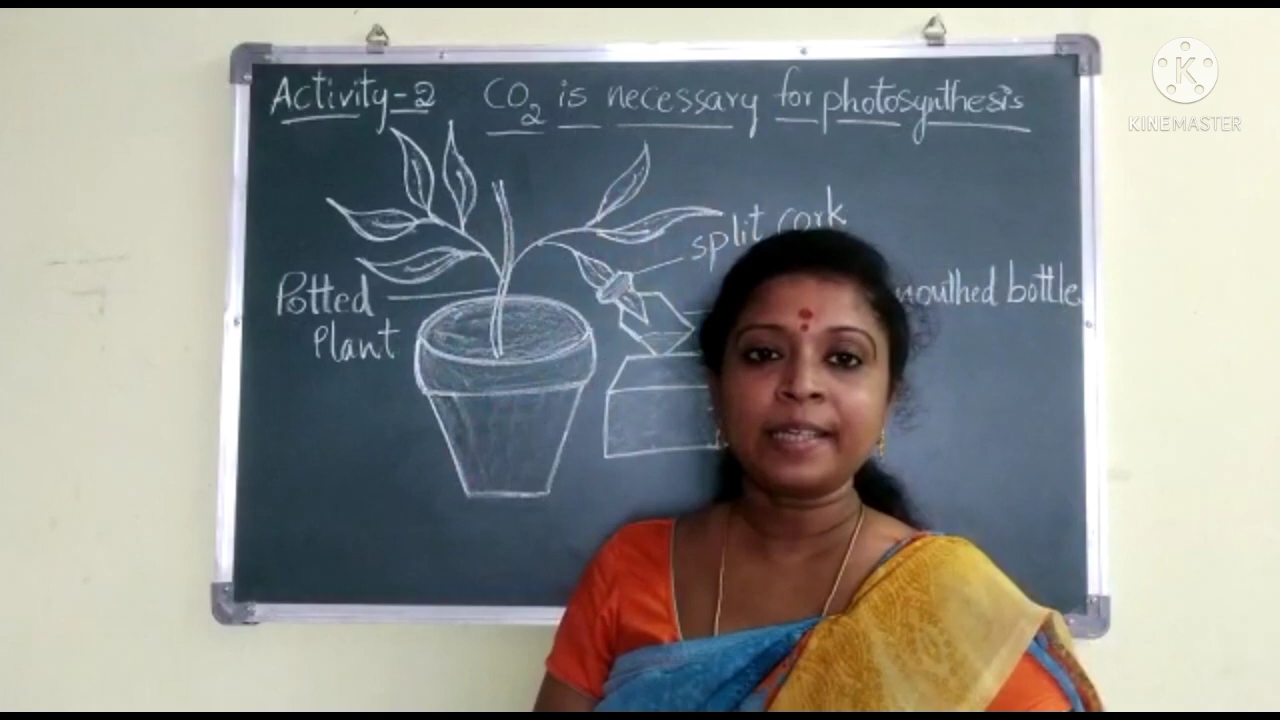 Activity-2 CO2 is necessary for photosynthesis
split cork
Potted
Plant
mouthed bottle
KINEMASTER